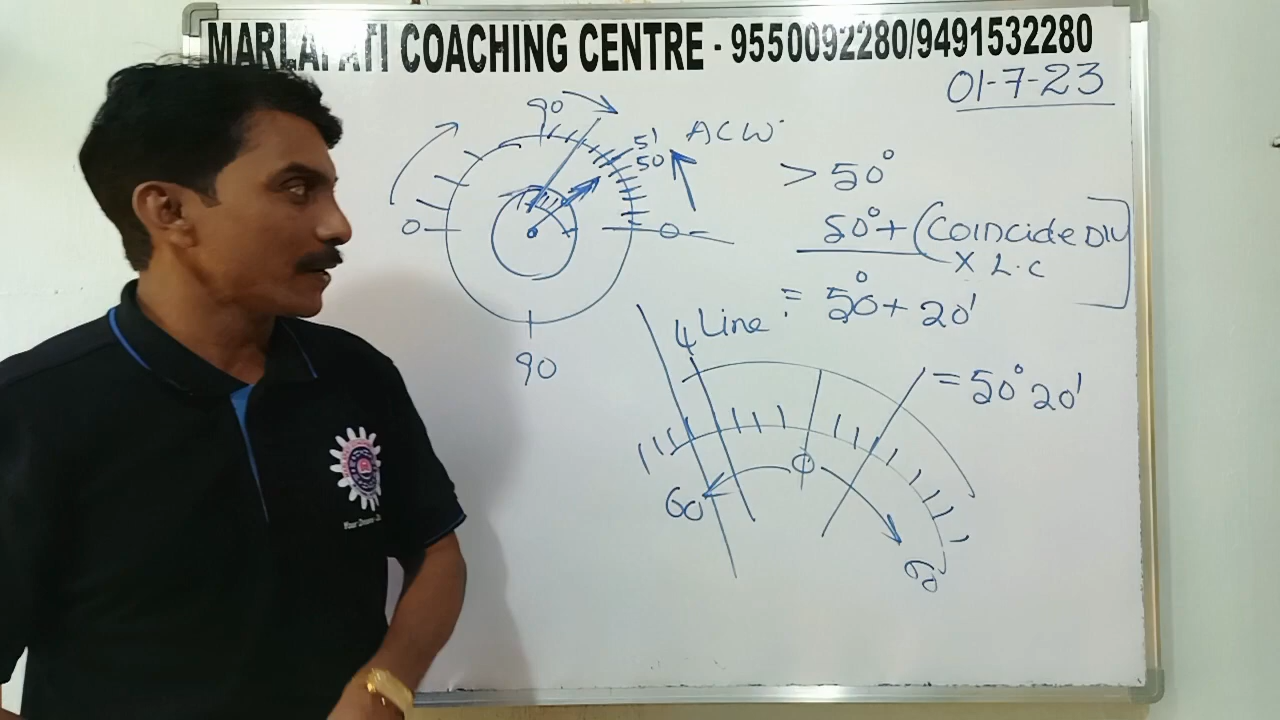 MARLAPATI COACHING CENTRE - 9550092280/9491532280
01-7-23
90
51
50
ACW
0
0
90
> 50°
50° + (Coincide DIV
X L.C
= 50° + 20'
4 Line
= 50° 20'
60
0
60